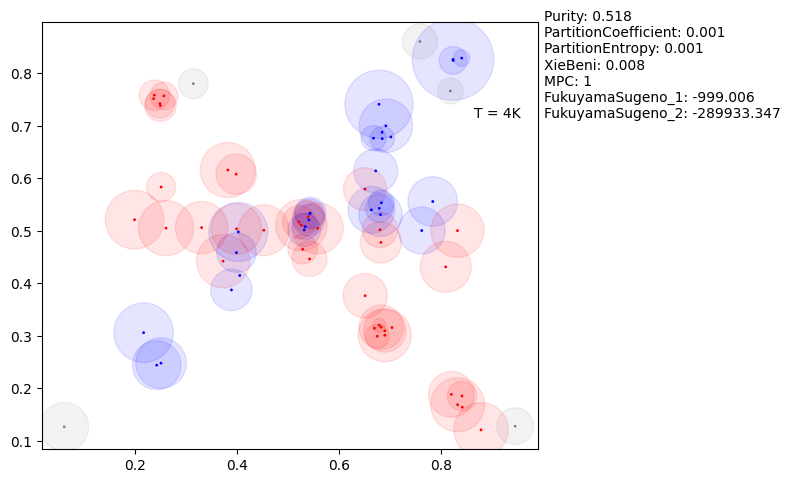 Purity: 0.518
PartitionCoefficient: 0.001
PartitionEntropy: 0.001
XieBeni: 0.008
MPC: 1
FukuyamaSugeno_1: -999.006
FukuyamaSugeno_2: -289933.347
T = 4K
0.8
0.7
0.6
0.5
0.4
0.3
0.2
0.1
0.2 0.4 0.6 0.8